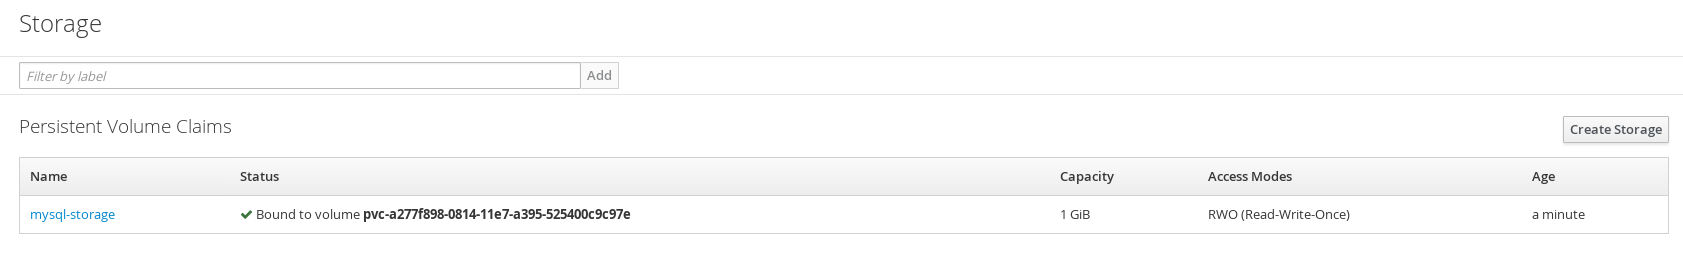 Storage
Filter by label Add
Persistent Volume Claims Create Storage
Name Status Capacity Access Modes Age
mysql-storage Bound to volume pvc-a277f898-0814-11e7-a395-525400c9c97e 1 GiB RWO (Read-Write-Once) a minute